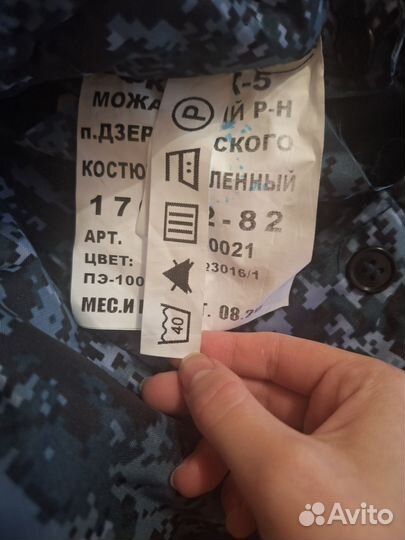 К-5
МОЖА Й Р-Н
п.ДЗЕР СКОГО
КОСТЮ ЛЕННЫЙ
17 2-82
АРТ. 0021
ЦВЕТ: 23016/1
ПЭ-100
МЕС.И Т. 08.2
P
40
Avito